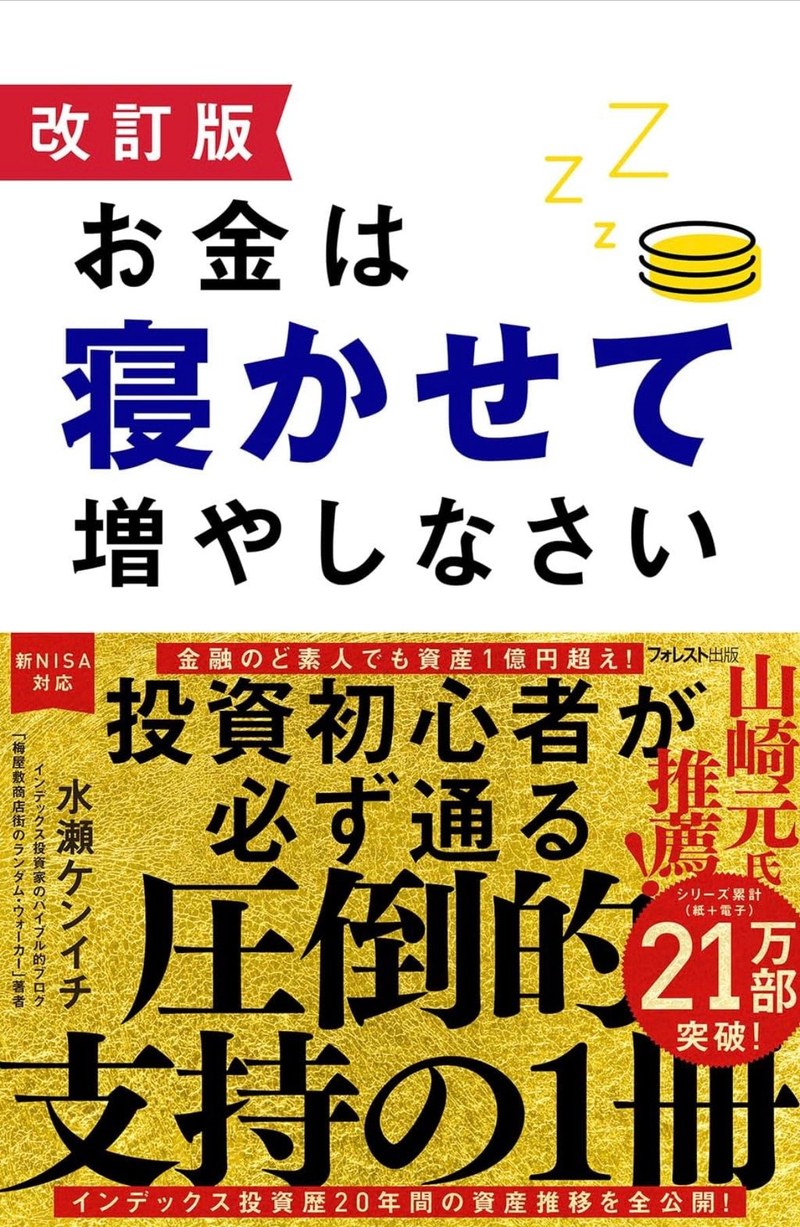 改訂版
z
Z
Z
お金は
寝かせて
増やしなさい
新NISA
対応
金融のど素人でも資産1億円超え!
フォレスト出版
山崎元氏
推薦!
投資初心者が
必ず通る
圧倒的
支持の1冊
水瀬ケンイチ
インデックス投資家のバイブル的ブログ
「梅屋敷商店街のランダム・ウォーカー」著者
シリーズ累計
(紙+電子)
21万部
突破!
インデックス投資歴20年間の資産推移を全公開!